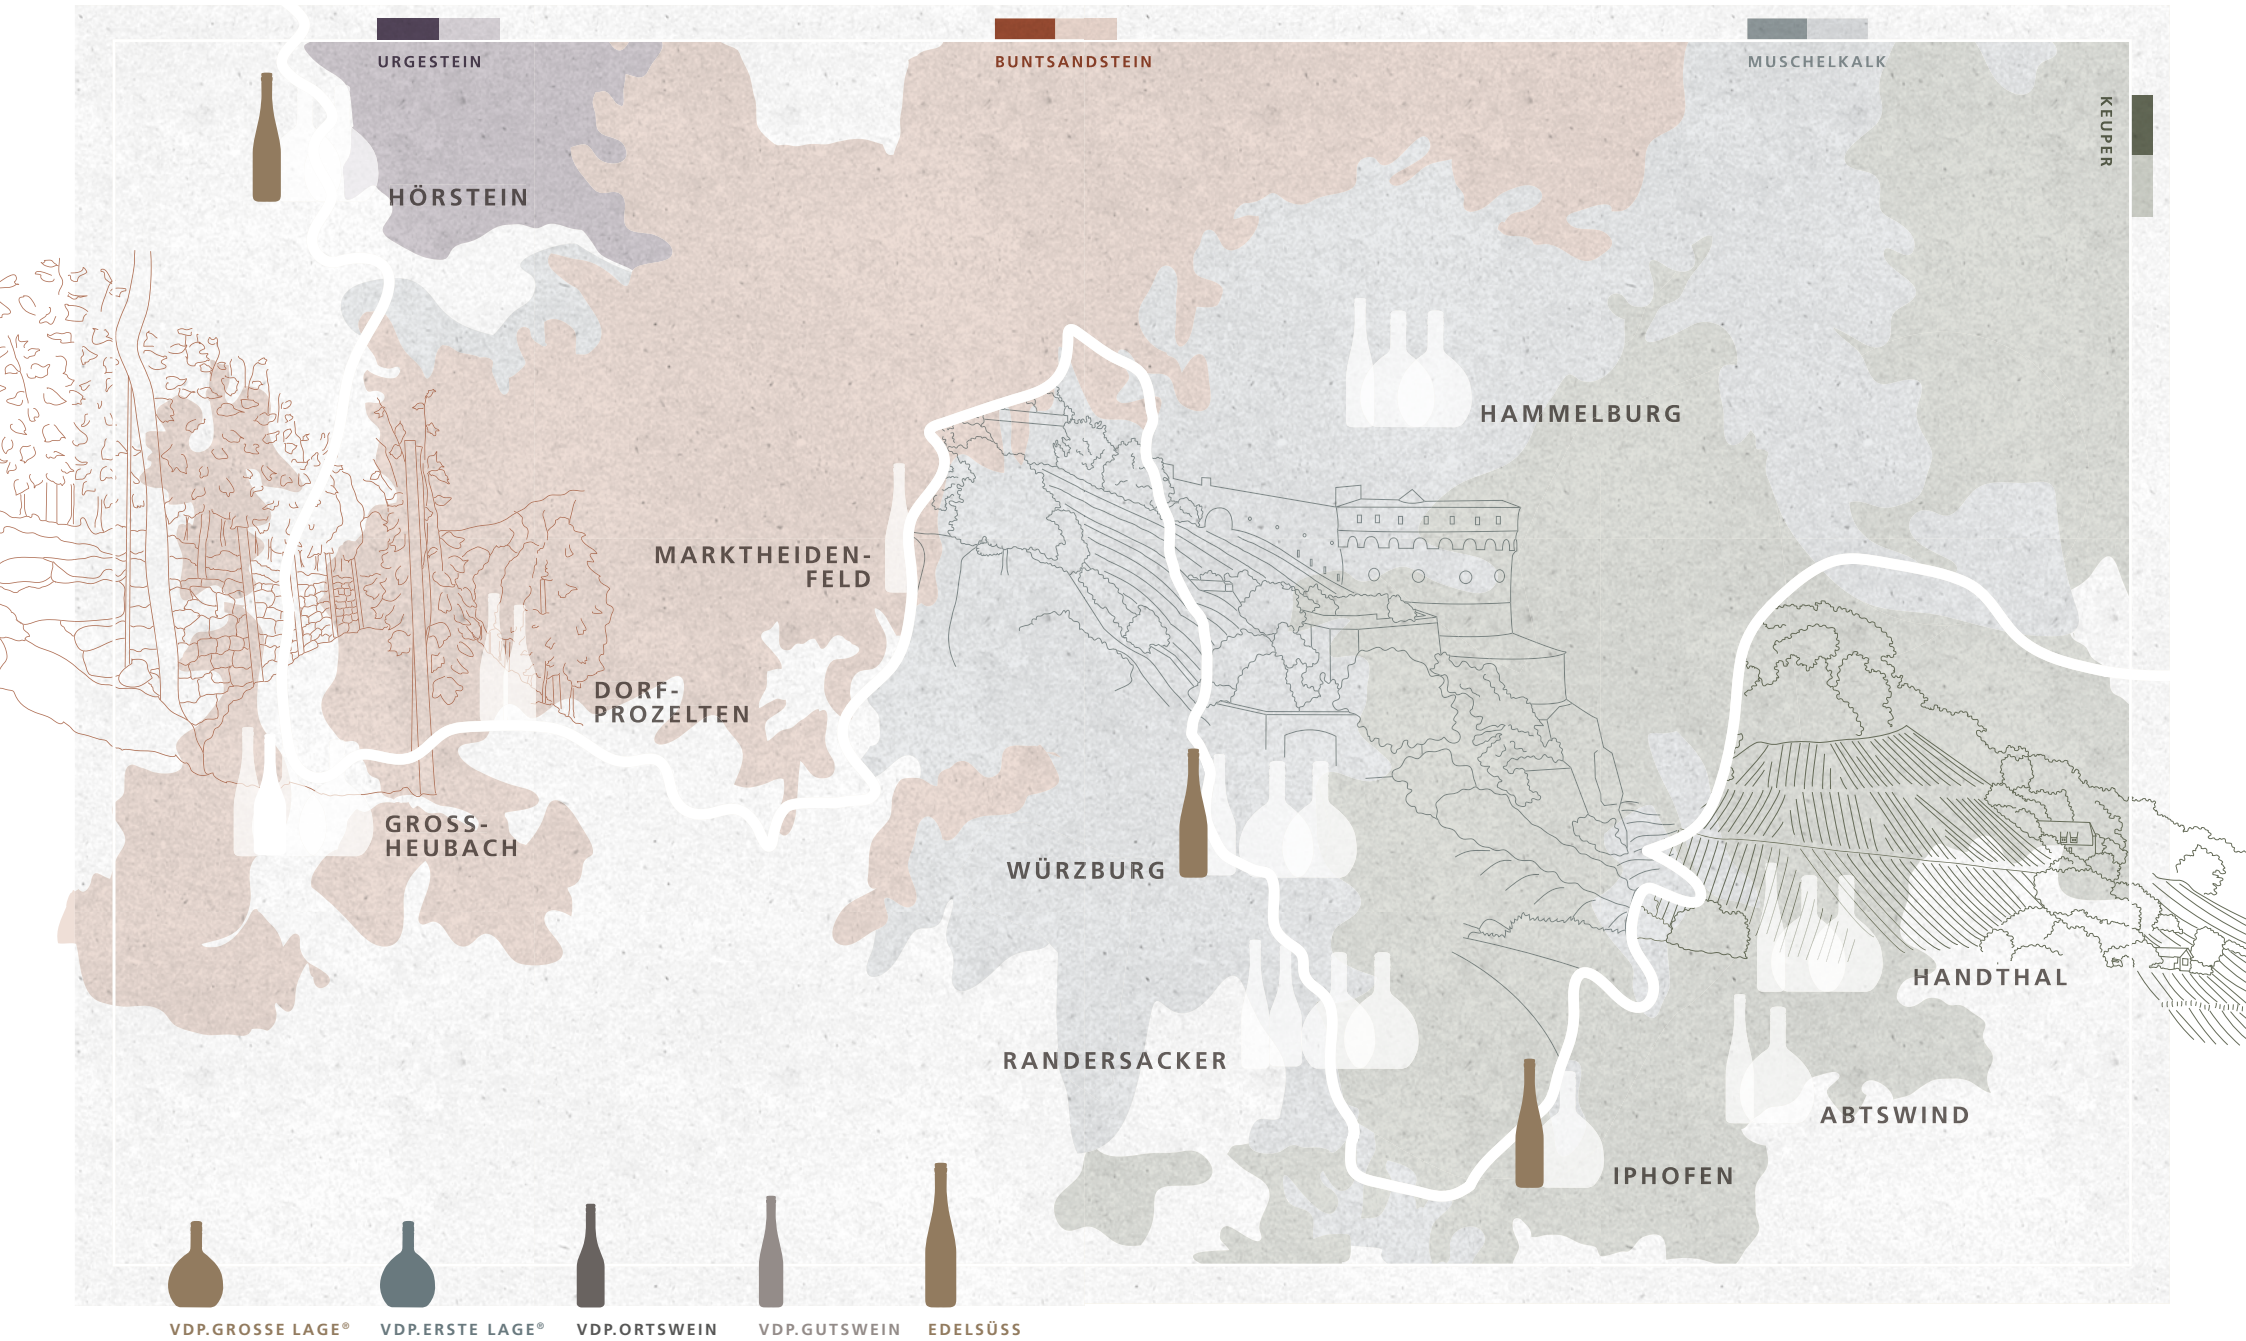 URGESTEIN
BUNTSANDSTEIN
MUSCHELKALK
KEUPER
HÖRSTEIN
HAMMELBURG
MARKTHEIDEN-
FELD
DORF-
PROZELTEN
GROSS-
HEUBACH
WÜRZBURG
HANDTHAL
RANDERSACKER
ABTSWIND
IPHOFEN
VDP.GROSSE LAGE®
VDP.ERSTE LAGE®
VDP.ORTSWEIN
VDP.GUTSWEIN
EDELSÜSS